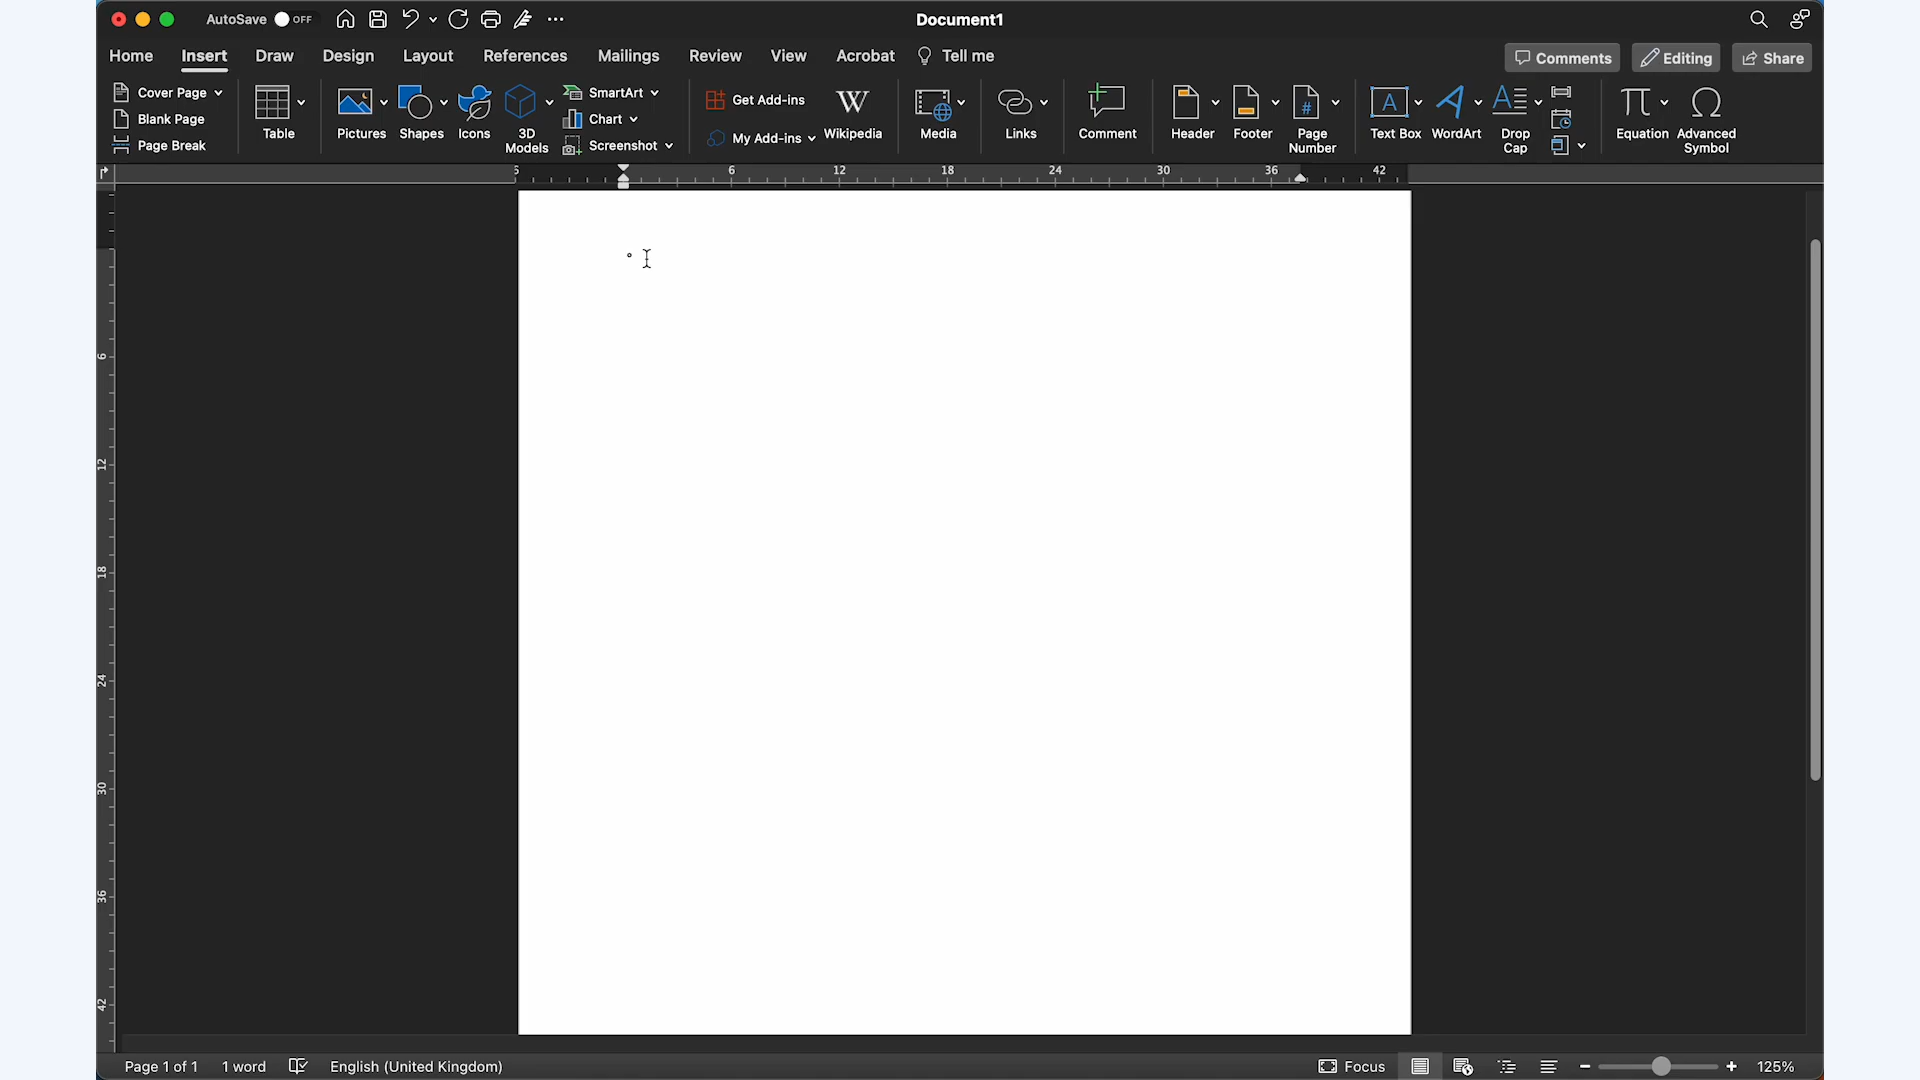 AutoSave OFF Document1
Home Insert Draw Design Layout References Mailings Review View Acrobat Tell me Comments Editing Share
Cover Page
Blank Page
Page Break
Table
Pictures
Shapes
Icons
3D
Models
SmartArt
Chart
Screenshot
Get Add-ins
My Add-ins
W
Wikipedia
Media
Links
Comment
Header
Footer
#
Page
Number
A
Text Box
A
WordArt
A
Drop
Cap
π
Equation
Ω
Advanced
Symbol
6 12 18 24 30 36 42
°
6
12
18
24
30
36
42
Page 1 of 1 1 word English (United Kingdom) Focus 125%